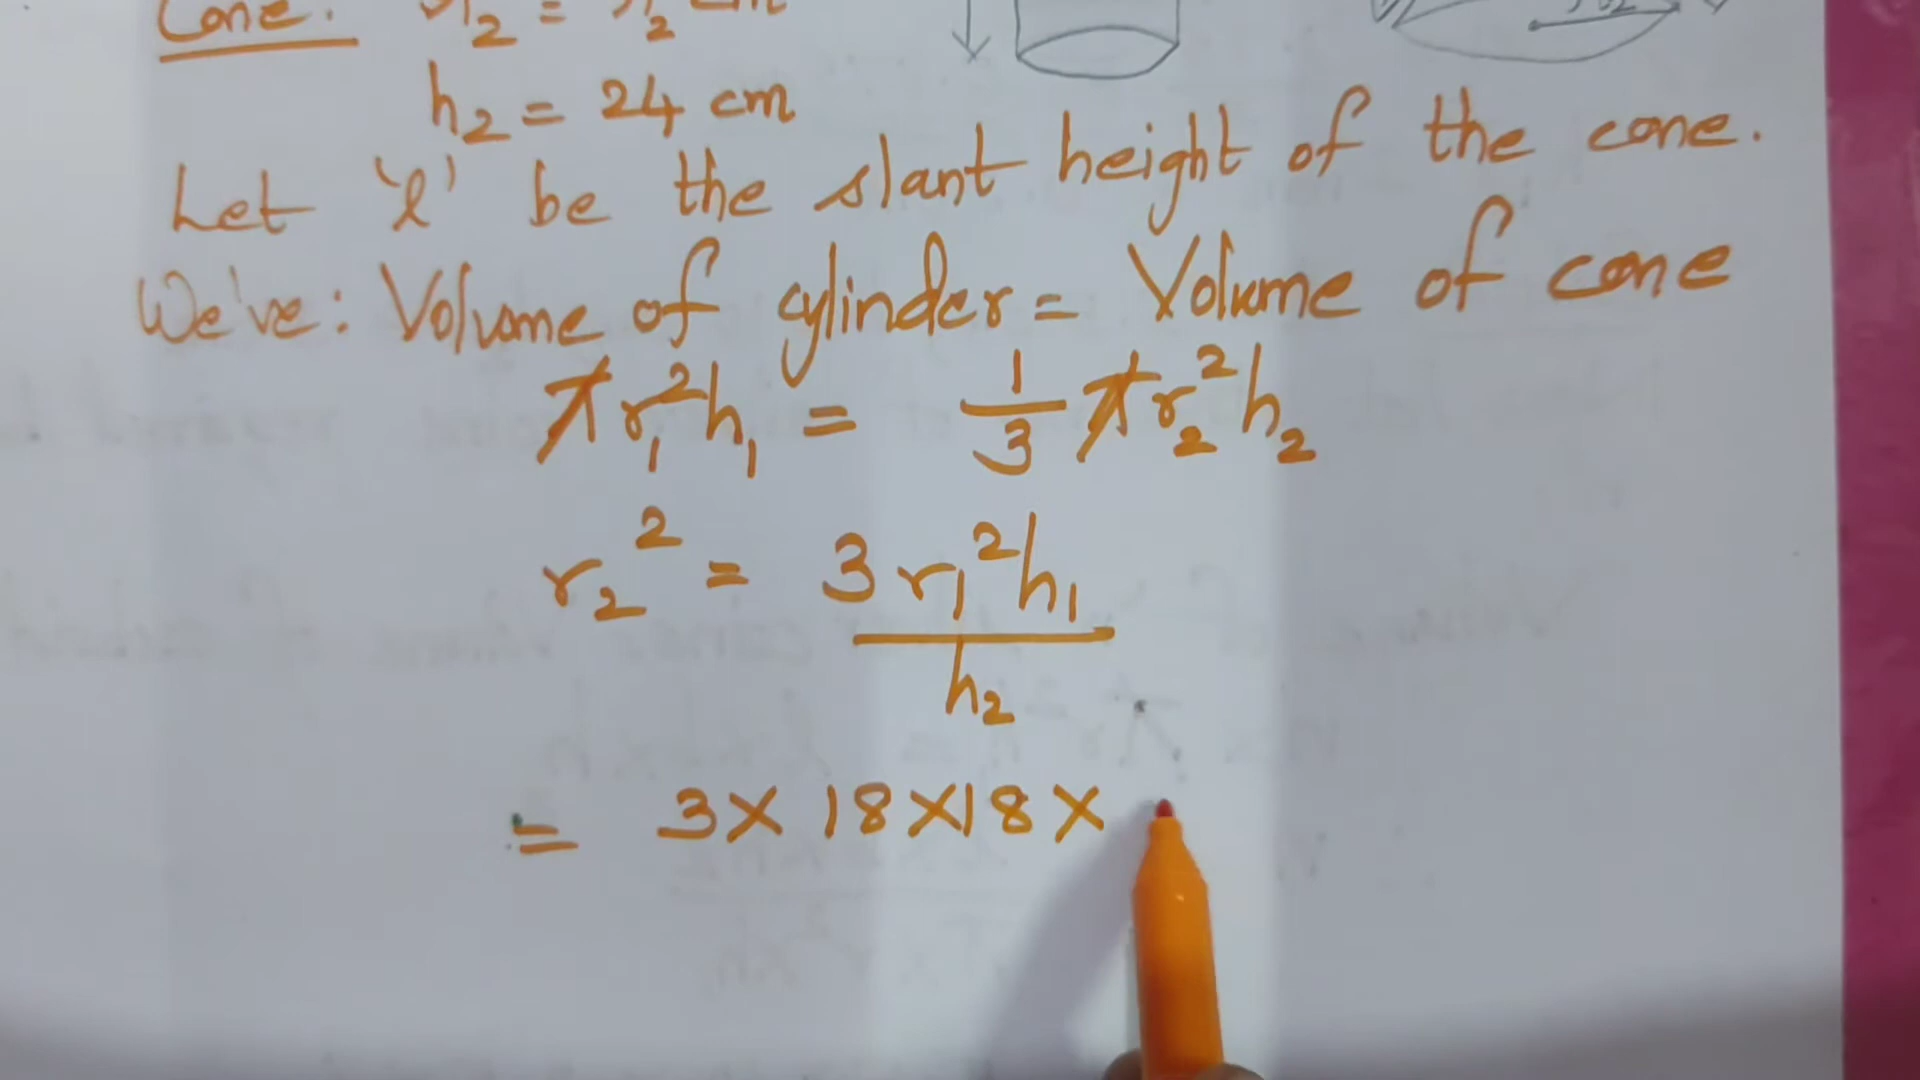 Cone:
h₂ = 24 cm
Let 'l' be the slant height of the cone.
We've: Volume of cylinder = Volume of cone
πr₁²h₁ = 1/3 πr₂²h₂
r₂² = 3r₁²h₁/h₂
= 3×18×18×